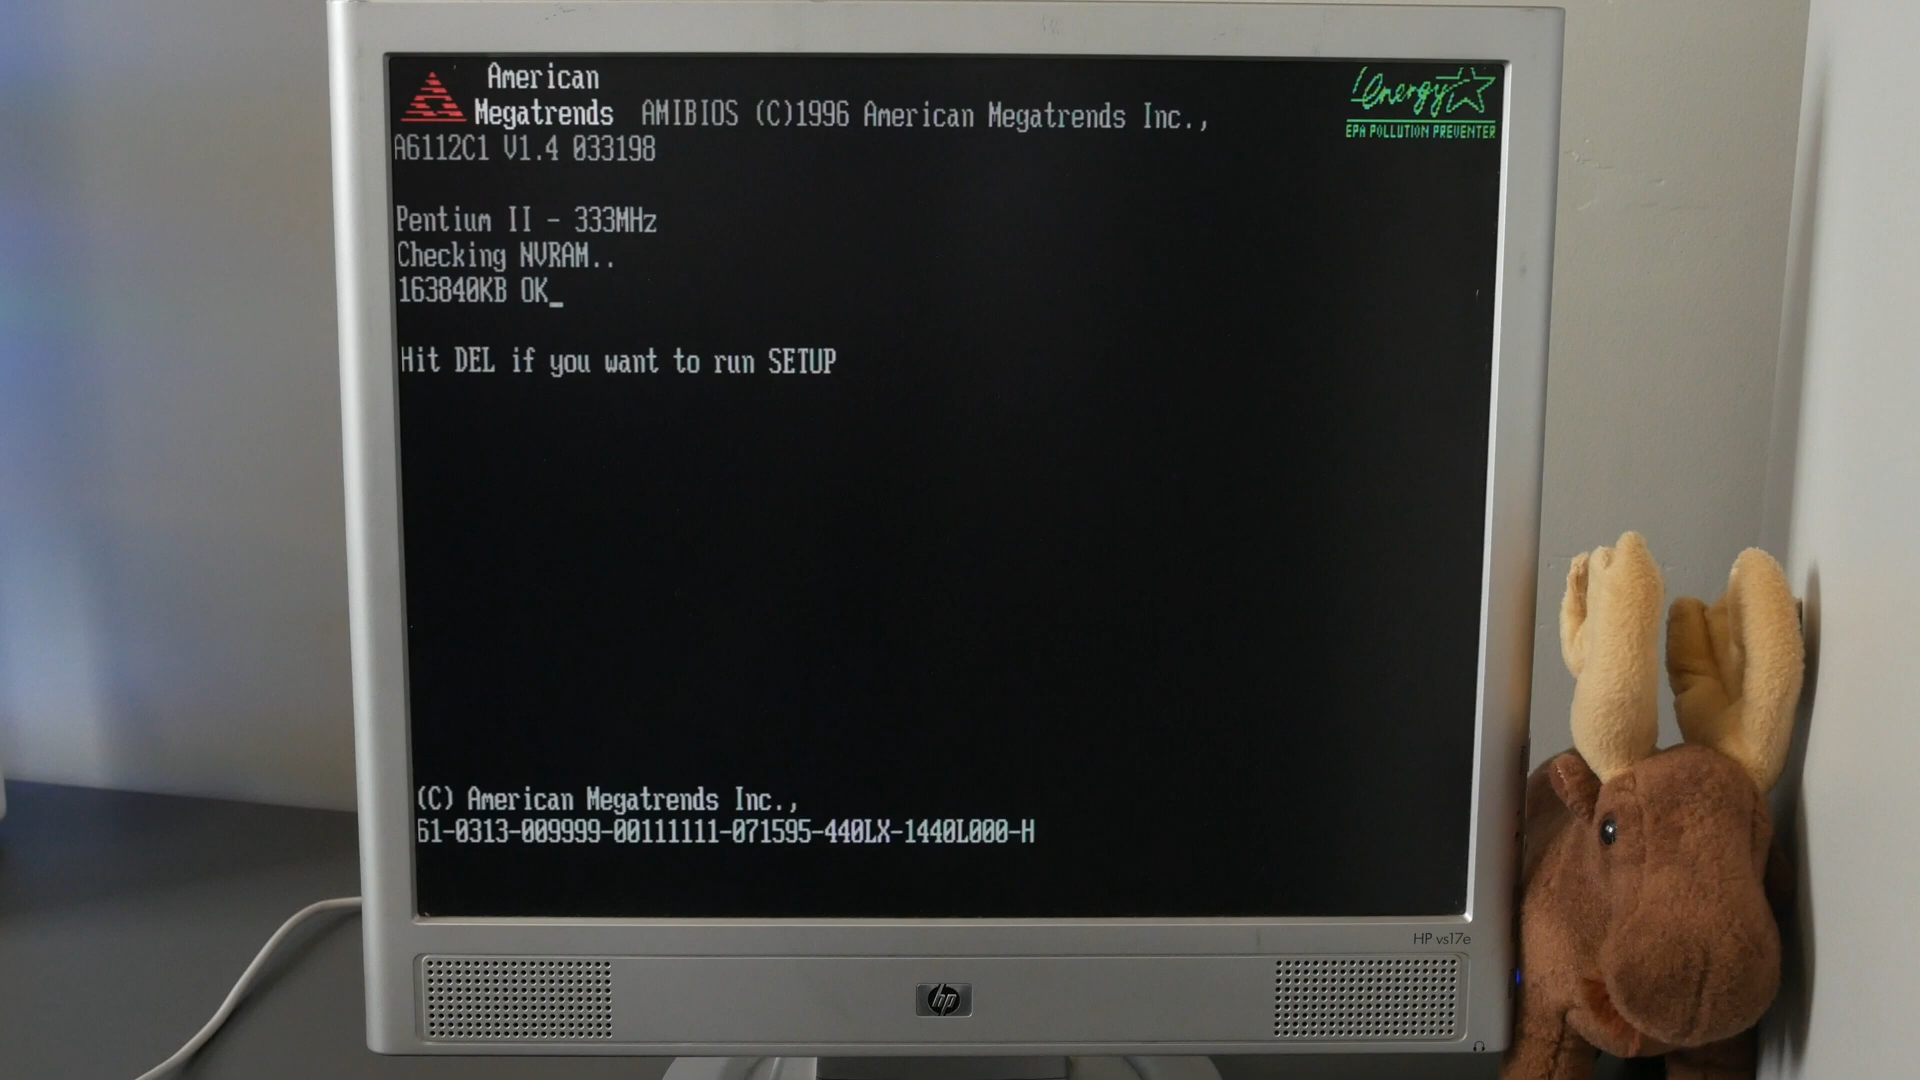 American
Megatrends AMIBIOS (C)1996 American Megatrends Inc.,
energy
EPA POLLUTION PREVENTER
A6112C1 V1.4 033198
Pentium II - 333MHz
Checking NVRAM..
163840KB OK_
Hit DEL if you want to run SETUP
(C) American Megatrends Inc.,
61-0313-009999-00111111-071595-440LX-1440L000-H
HP vs17e
hp